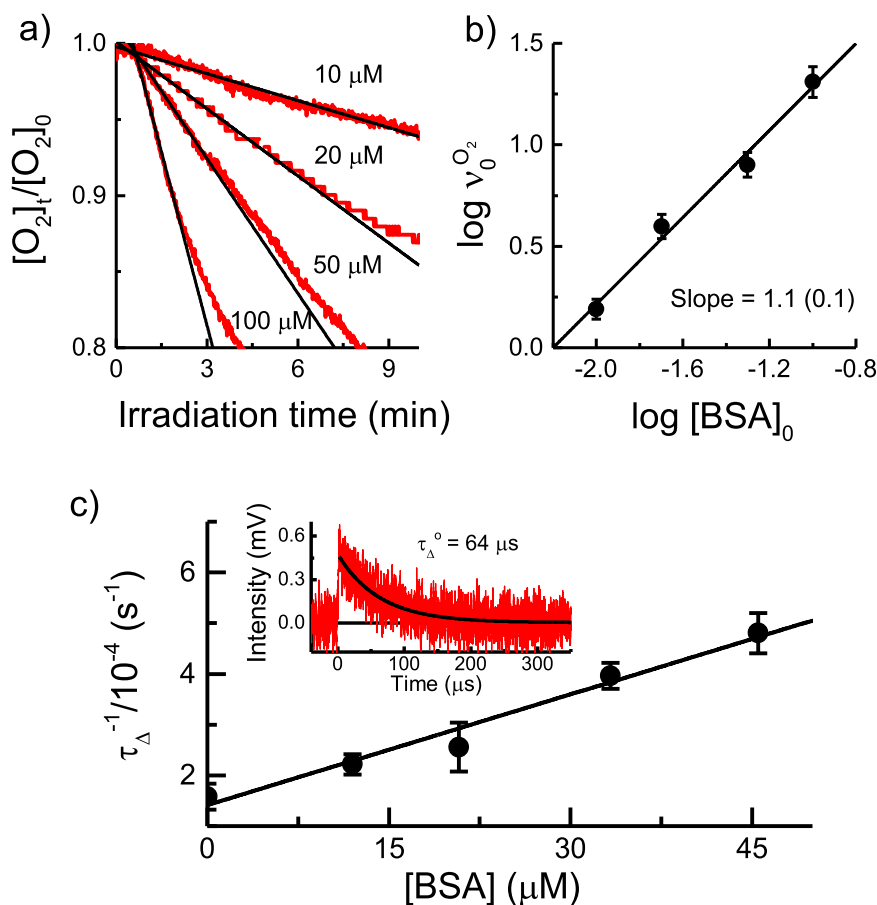 a)
1.0
0.9
0.8
[O₂]ₜ/[O₂]₀
10 μM
20 μM
50 μM
100 μM
0 3 6 9
Irradiation time (min)
b)
1.5
1.0
0.5
0.0
log ν₀^O₂
Slope = 1.1 (0.1)
-2.0 -1.6 -1.2 -0.8
log [BSA]₀
c)
6
4
2
τ_Δ⁻¹/10⁻⁴ (s⁻¹)
0.6
0.3
0.0
Intensity (mV)
τ_Δ° = 64 μs
0 100 200 300
Time (μs)
0 15 30 45
[BSA] (μM)